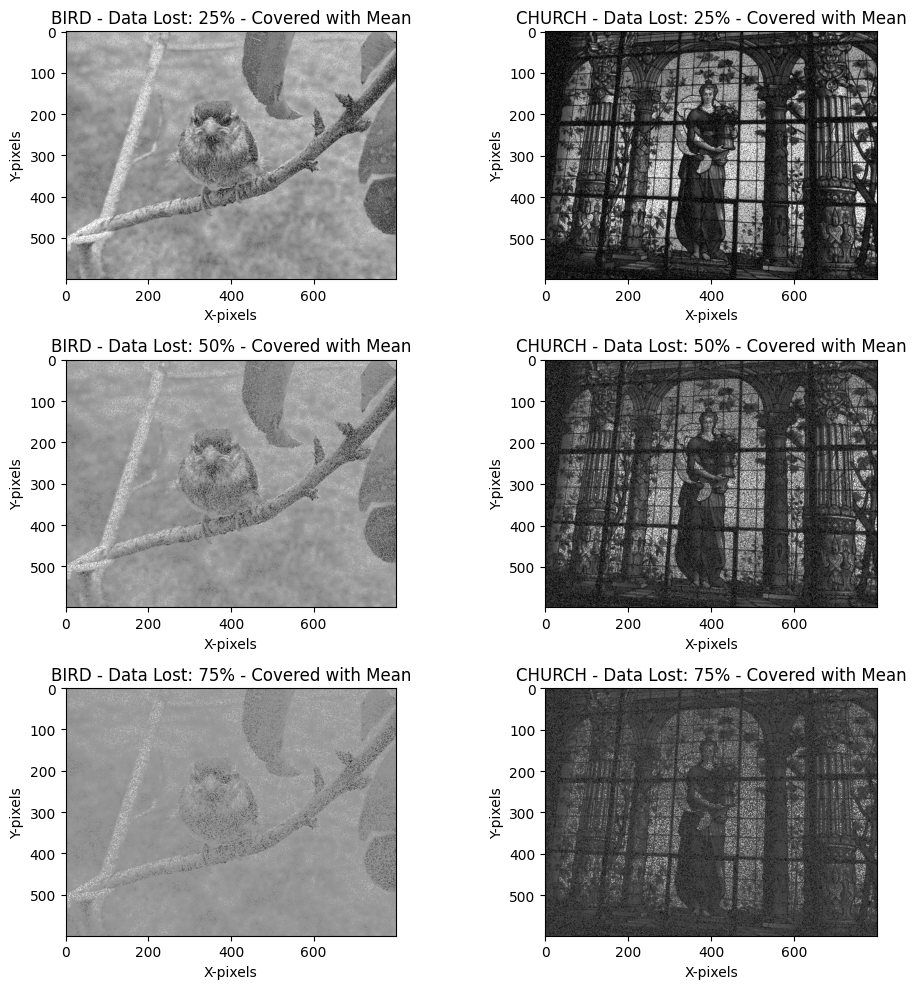 BIRD - Data Lost: 25% - Covered with Mean
0
100
200
300
400
500
Y-pixels
0 200 400 600
X-pixels
CHURCH - Data Lost: 25% - Covered with Mean
0
100
200
300
400
500
Y-pixels
0 200 400 600
X-pixels
BIRD - Data Lost: 50% - Covered with Mean
0
100
200
300
400
500
Y-pixels
0 200 400 600
X-pixels
CHURCH - Data Lost: 50% - Covered with Mean
0
100
200
300
400
500
Y-pixels
0 200 400 600
X-pixels
BIRD - Data Lost: 75% - Covered with Mean
0
100
200
300
400
500
Y-pixels
0 200 400 600
X-pixels
CHURCH - Data Lost: 75% - Covered with Mean
0
100
200
300
400
500
Y-pixels
0 200 400 600
X-pixels